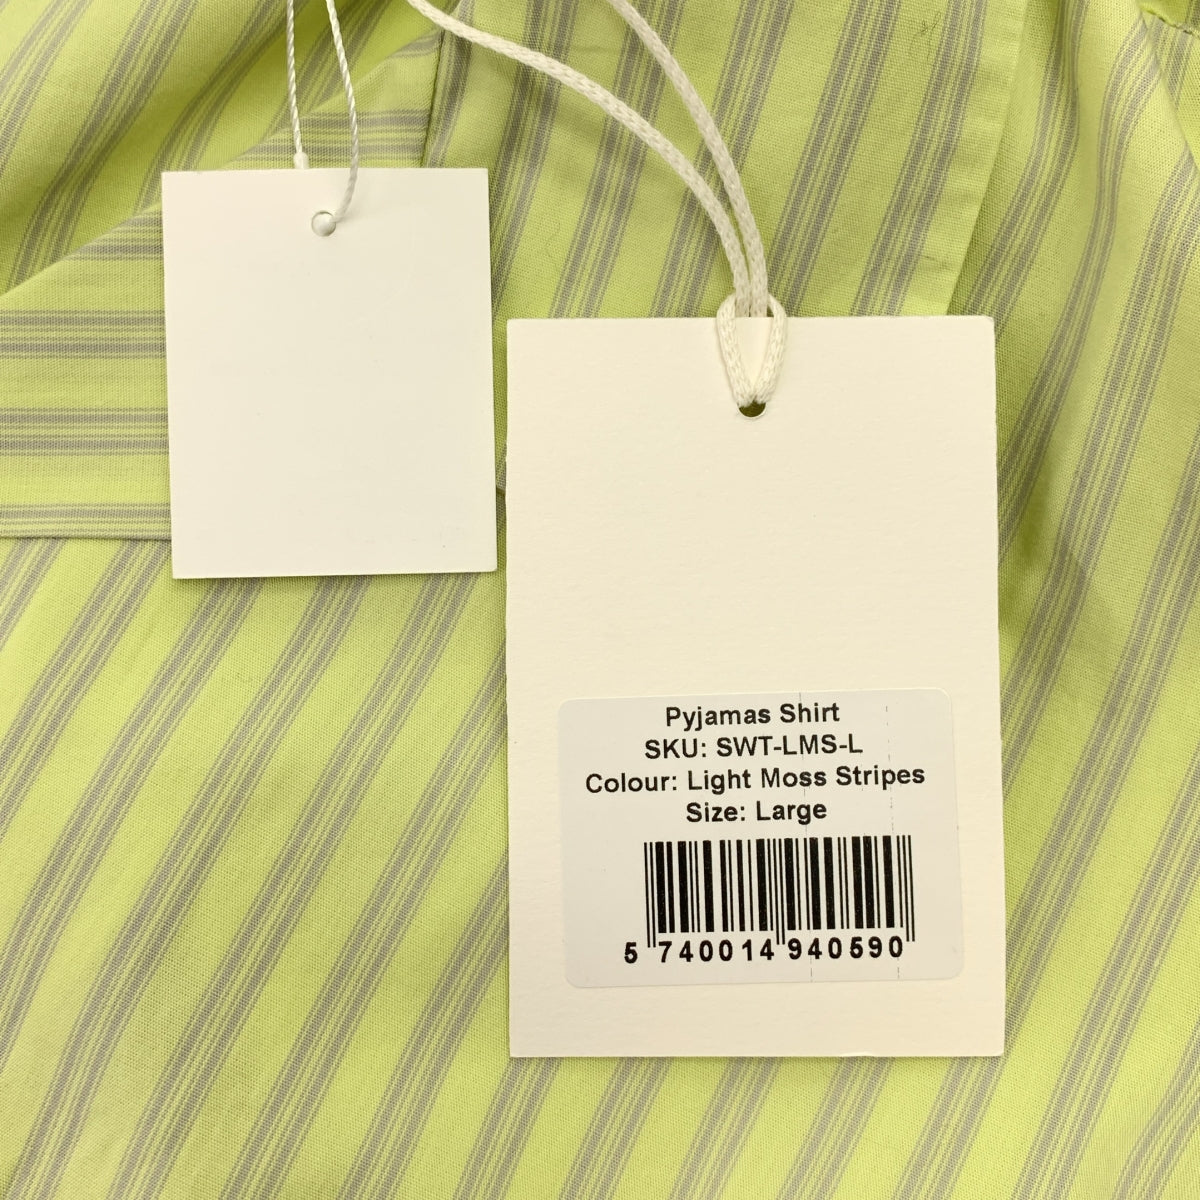 Pyjamas Shirt
SKU: SWT-LMS-L
Colour: Light Moss Stripes
Size: Large
5 740014 940590